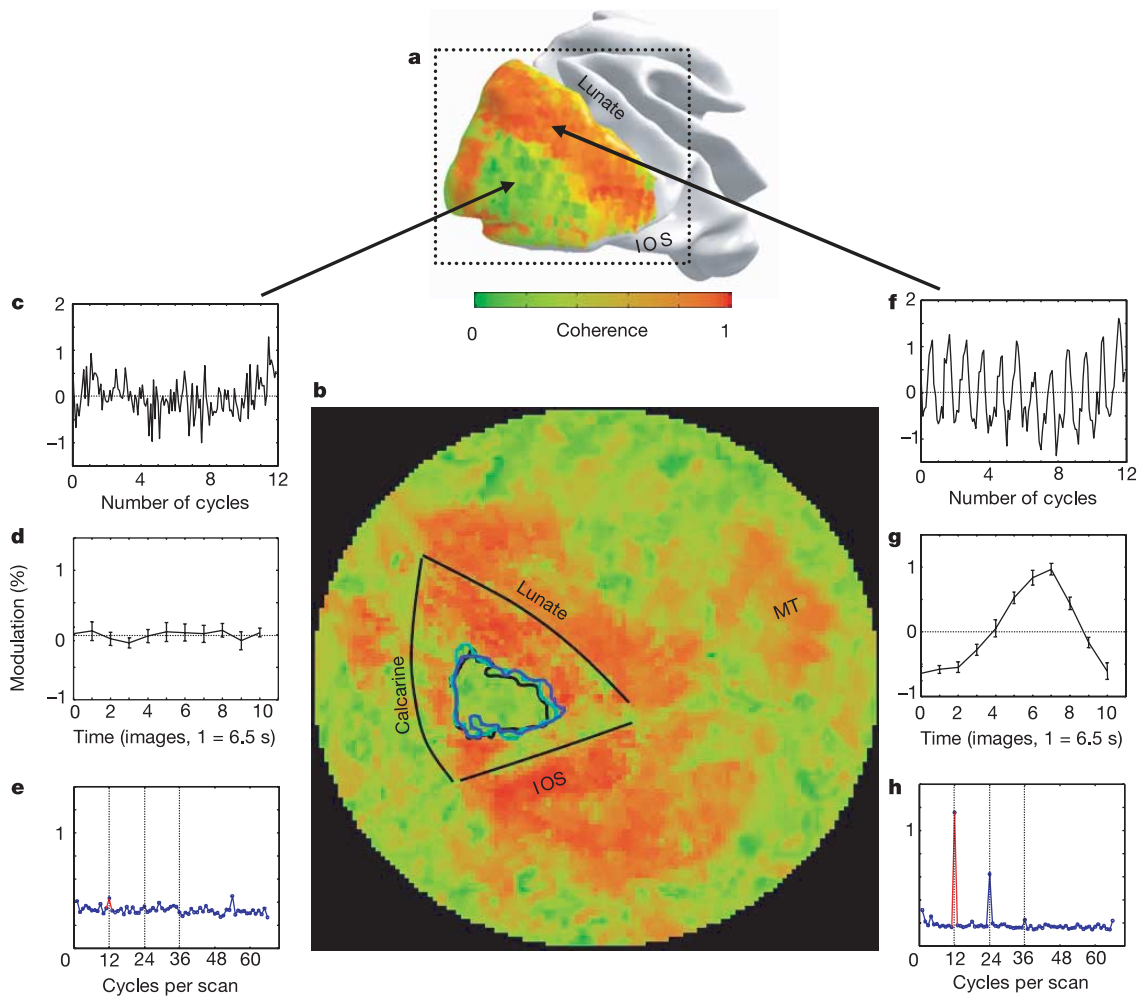 a
Lunate
IOS
0
1
Coherence
c
2
1
0
−1
0
4
8
12
Number of cycles
f
2
1
0
−1
0
4
8
12
Number of cycles
b
Lunate
MT
Calcarine
IOS
d
1
0
−1
0 2 4 6 8 10
Modulation (%)
Time (images, 1 = 6.5 s)
g
1
0
−1
0 2 4 6 8 10
Time (images, 1 = 6.5 s)
e
1
0 12 24 36 48 60
Cycles per scan
h
1
0 12 24 36 48 60
Cycles per scan